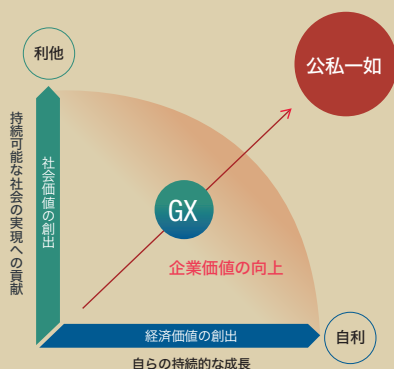 利他
公私一如
持続可能な社会の実現への貢献
社会価値の創出
GX
企業価値の向上
経済価値の創出
自利
自らの持続的な成長